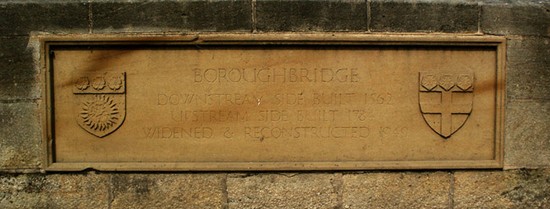 BOROUGHBRIDGE
DOWNSTREAM SIDE BUILT 1562
UPSTREAM SIDE BUILT
WIDENED & RECONSTRUCTED